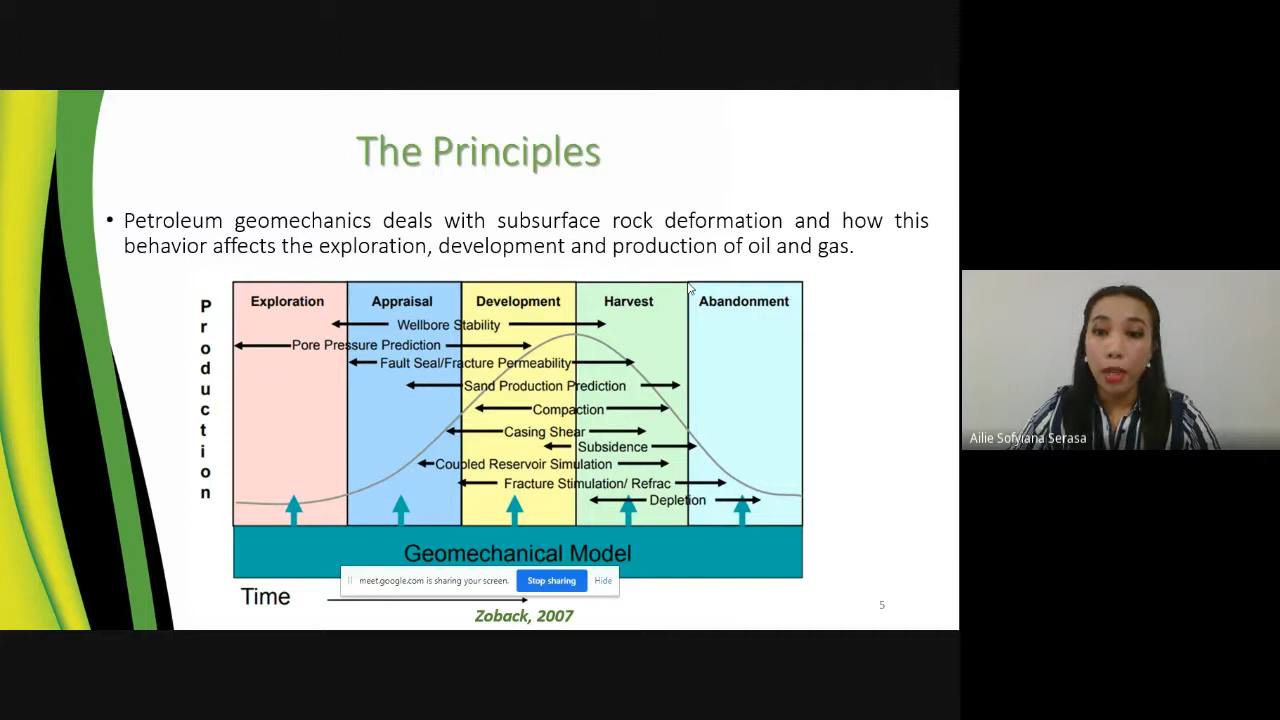 The Principles
• Petroleum geomechanics deals with subsurface rock deformation and how this
behavior affects the exploration, development and production of oil and gas.
Production
Exploration
Appraisal
Development
Harvest
Abandonment
Wellbore Stability
Pore Pressure Prediction
Fault Seal/Fracture Permeability
Sand Production Prediction
Compaction
Casing Shear
Subsidence
Coupled Reservoir Simulation
Fracture Stimulation/ Refrac
Depletion
Geomechanical Model
meet.google.com is sharing your screen.
Stop sharing
Hide
Time
Zoback, 2007
5
Ailie Sofyiana Serasa